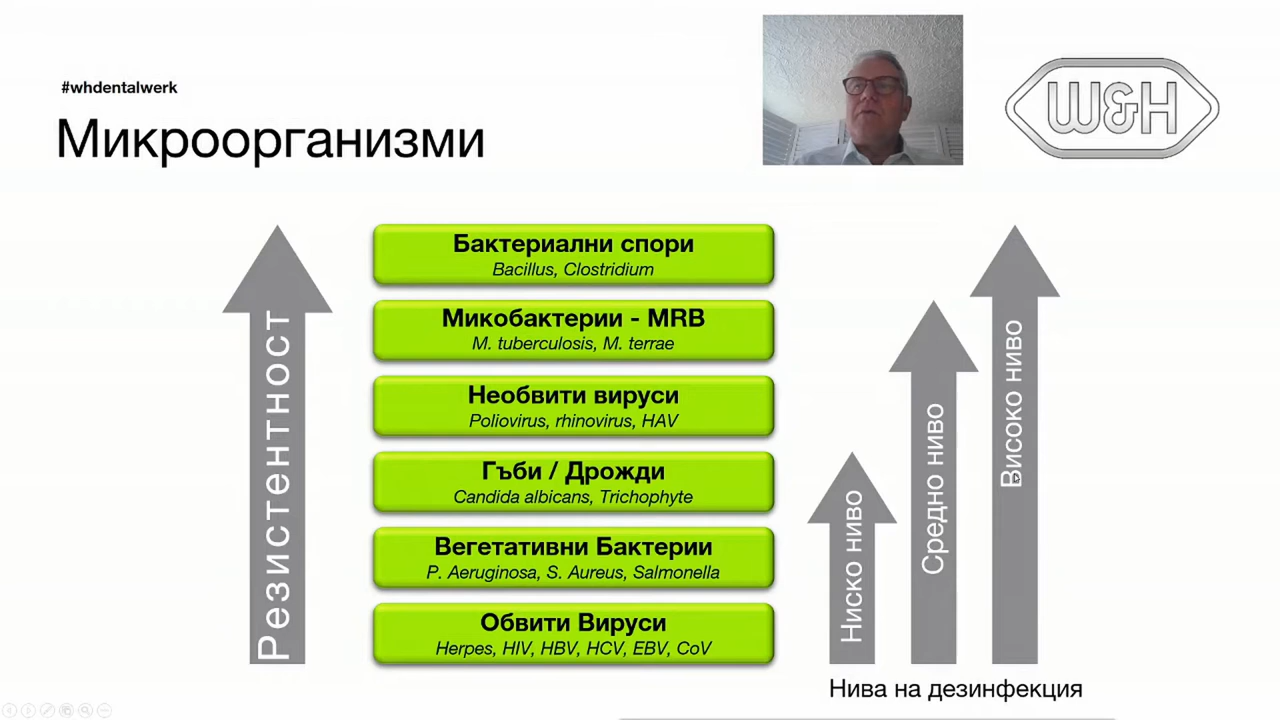 #whdentalwerk
Микроорганизми
W&H
Резистентност
Бактериални спори
Bacillus, Clostridium
Микобактерии - MRB
M. tuberculosis, M. terrae
Необвити вируси
Poliovirus, rhinovirus, HAV
Гъби / Дрожди
Candida albicans, Trichophyte
Вегетативни Бактерии
P. Aeruginosa, S. Aureus, Salmonella
Обвити Вируси
Herpes, HIV, HBV, HCV, EBV, CoV
Ниско ниво
Средно ниво
Високо ниво
Нива на дезинфекция